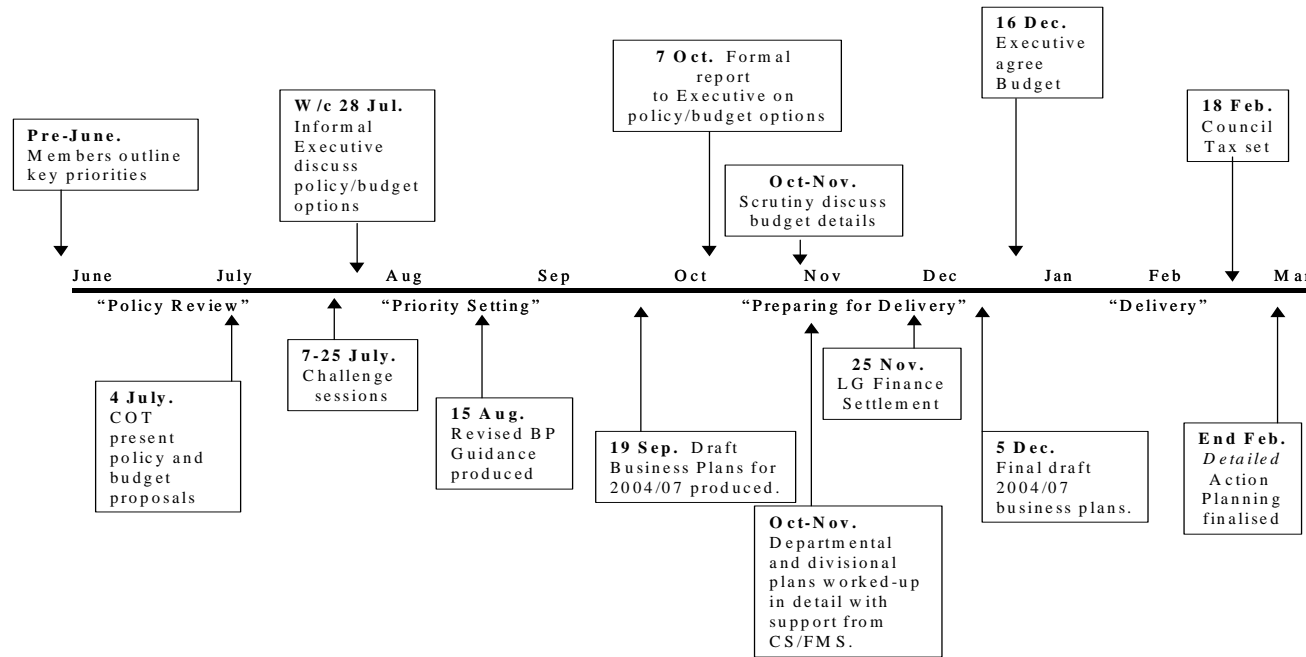 16 Dec.
Executive
agree
Budget
7 Oct. Formal
report
to Executive on
policy/budget options
W/c 28 Jul.
Informal
Executive
discuss
policy/budget
options
18 Feb.
Council
Tax set
Pre-June.
Members outline
key priorities
Oct-Nov.
Scrutiny discuss
budget details
June July Aug Sep Oct Nov Dec Jan Feb Mar
“Policy Review” “Priority Setting” “Preparing for Delivery” “Delivery”
7-25 July.
Challenge
sessions
25 Nov.
LG Finance
Settlement
4 July.
COT
present
policy and
budget
proposals
15 Aug.
Revised BP
Guidance
produced
19 Sep. Draft
Business Plans for
2004/07 produced.
5 Dec.
Final draft
2004/07
business plans.
End Feb.
Detailed
Action
Planning
finalised
Oct-Nov.
Departmental
and divisional
plans worked-up
in detail with
support from
CS/FMS.